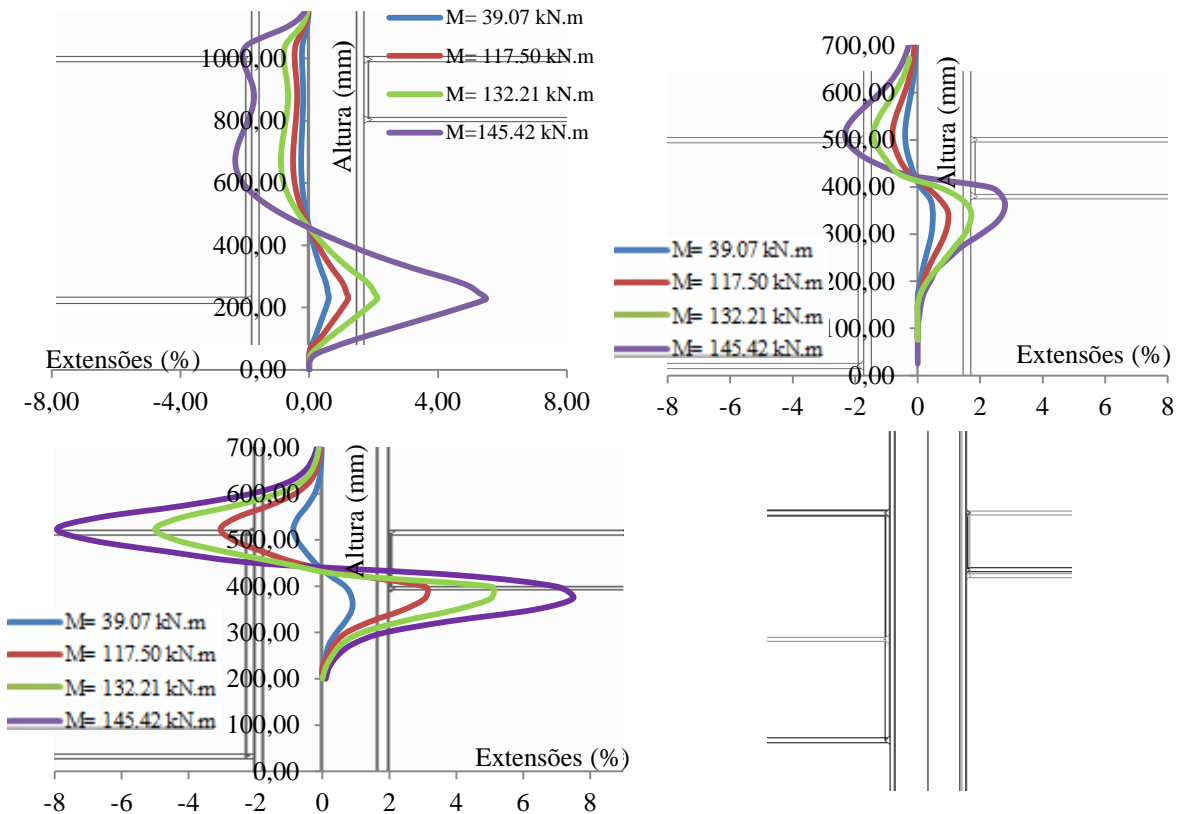 M= 39.07 kN.m
M= 117.50 kN.m
M= 132.21 kN.m
M=145.42 kN.m
Altura (mm)
1000,00
800,00
600,00
400,00
200,00
0,00
Extensões (%)
-8,00 -4,00 0,00 4,00 8,00
700,00
600,00
500,00
400,00
300,00
200,00
100,00
0,00
Altura (mm)
M= 39.07 kN.m
M= 117.50 kN.m
M= 132.21 kN.m
M= 145.42 kN.m
Extensões (%)
-8 -6 -4 -2 0 2 4 6 8
700,00
600,00
500,00
400,00
300,00
200,00
100,00
0,00
Altura (mm)
M= 39.07 kN.m
M= 117.50 kN.m
M= 132.21 kN.m
M= 145.42 kN.m
Extensões (%)
-8 -6 -4 -2 0 2 4 6 8